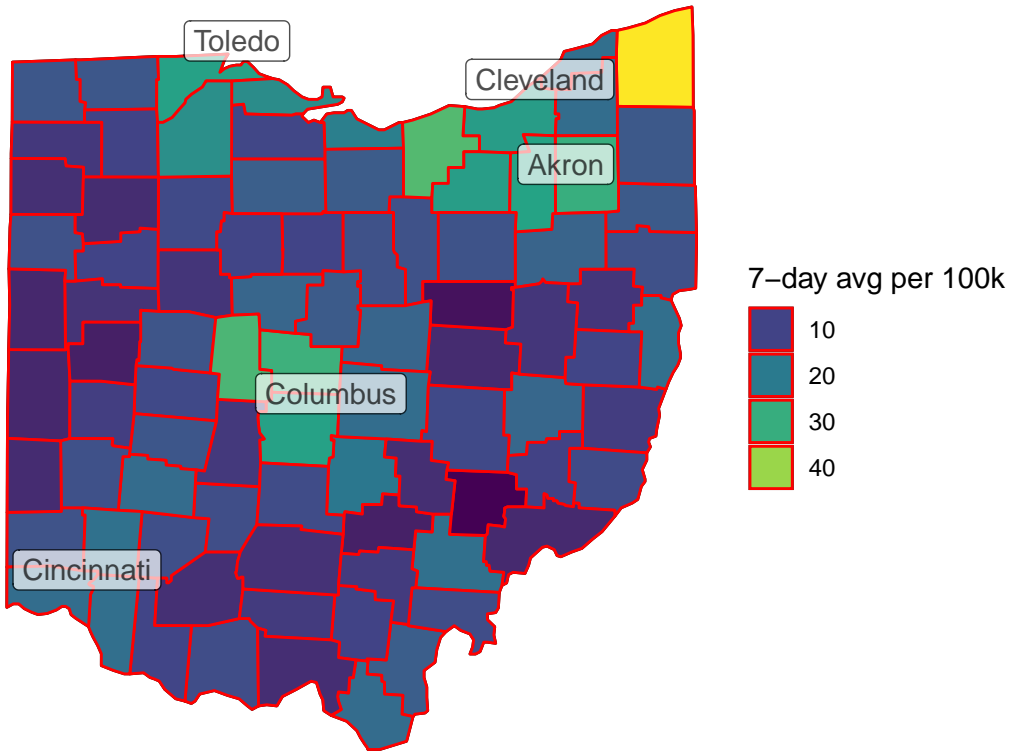 Toledo
Cleveland
Akron
Columbus
Cincinnati
7−day avg per 100k
10
20
30
40